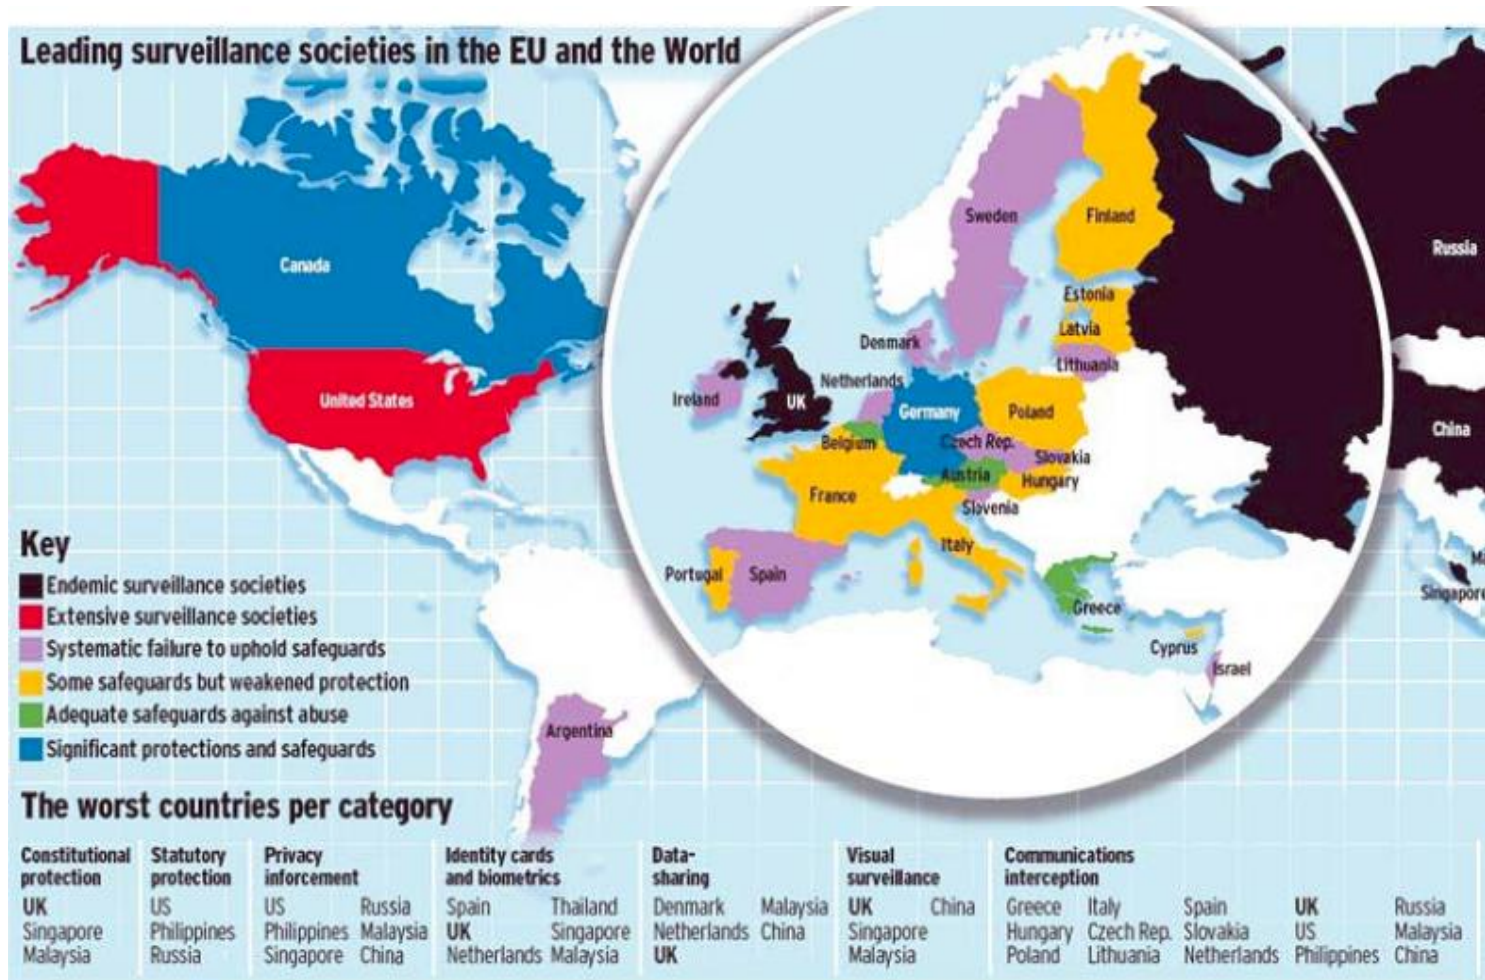 Leading surveillance societies in the EU and the World
Canada
United States
Sweden
Finland
Russia
Estonia
Latvia
Lithuania
Denmark
Netherlands
Ireland
UK
Germany
Poland
China
Belgium
Czech Rep.
Slovakia
Austria
Hungary
France
Slovenia
Italy
Portugal
Spain
Greece
Singapore
Cyprus
Israel
Argentina
Key
Endemic surveillance societies
Extensive surveillance societies
Systematic failure to uphold safeguards
Some safeguards but weakened protection
Adequate safeguards against abuse
Significant protections and safeguards
The worst countries per category
Constitutional
protection
UK
Singapore
Malaysia
Statutory
protection
US
Philippines
Russia
Privacy
inforcement
US Russia
Philippines Malaysia
Singapore China
Identity cards
and biometrics
Spain Thailand
UK Singapore
Netherlands Malaysia
Data-
sharing
Denmark Malaysia
Netherlands China
UK
Visual
surveillance
UK China
Singapore
Malaysia
Communications
interception
Greece Italy Spain UK Russia
Hungary Czech Rep. Slovakia US Malaysia
Poland Lithuania Netherlands Philippines China